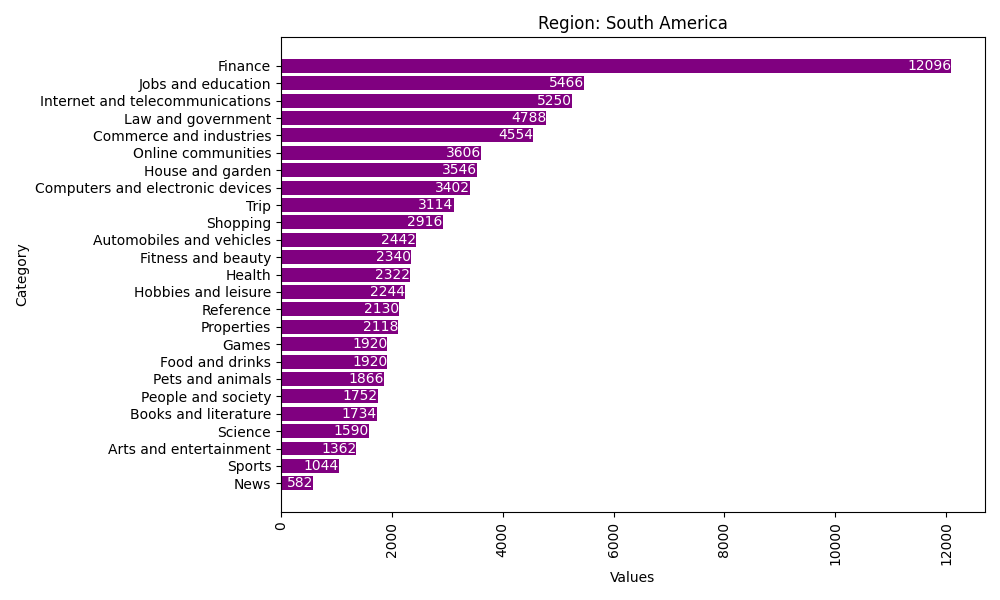 Region: South America
Category
Finance 12096
Jobs and education 5466
Internet and telecommunications 5250
Law and government 4788
Commerce and industries 4554
Online communities 3606
House and garden 3546
Computers and electronic devices 3402
Trip 3114
Shopping 2916
Automobiles and vehicles 2442
Fitness and beauty 2340
Health 2322
Hobbies and leisure 2244
Reference 2130
Properties 2118
Games 1920
Food and drinks 1920
Pets and animals 1866
People and society 1752
Books and literature 1734
Science 1590
Arts and entertainment 1362
Sports 1044
News 582
0 2000 4000 6000 8000 10000 12000
Values